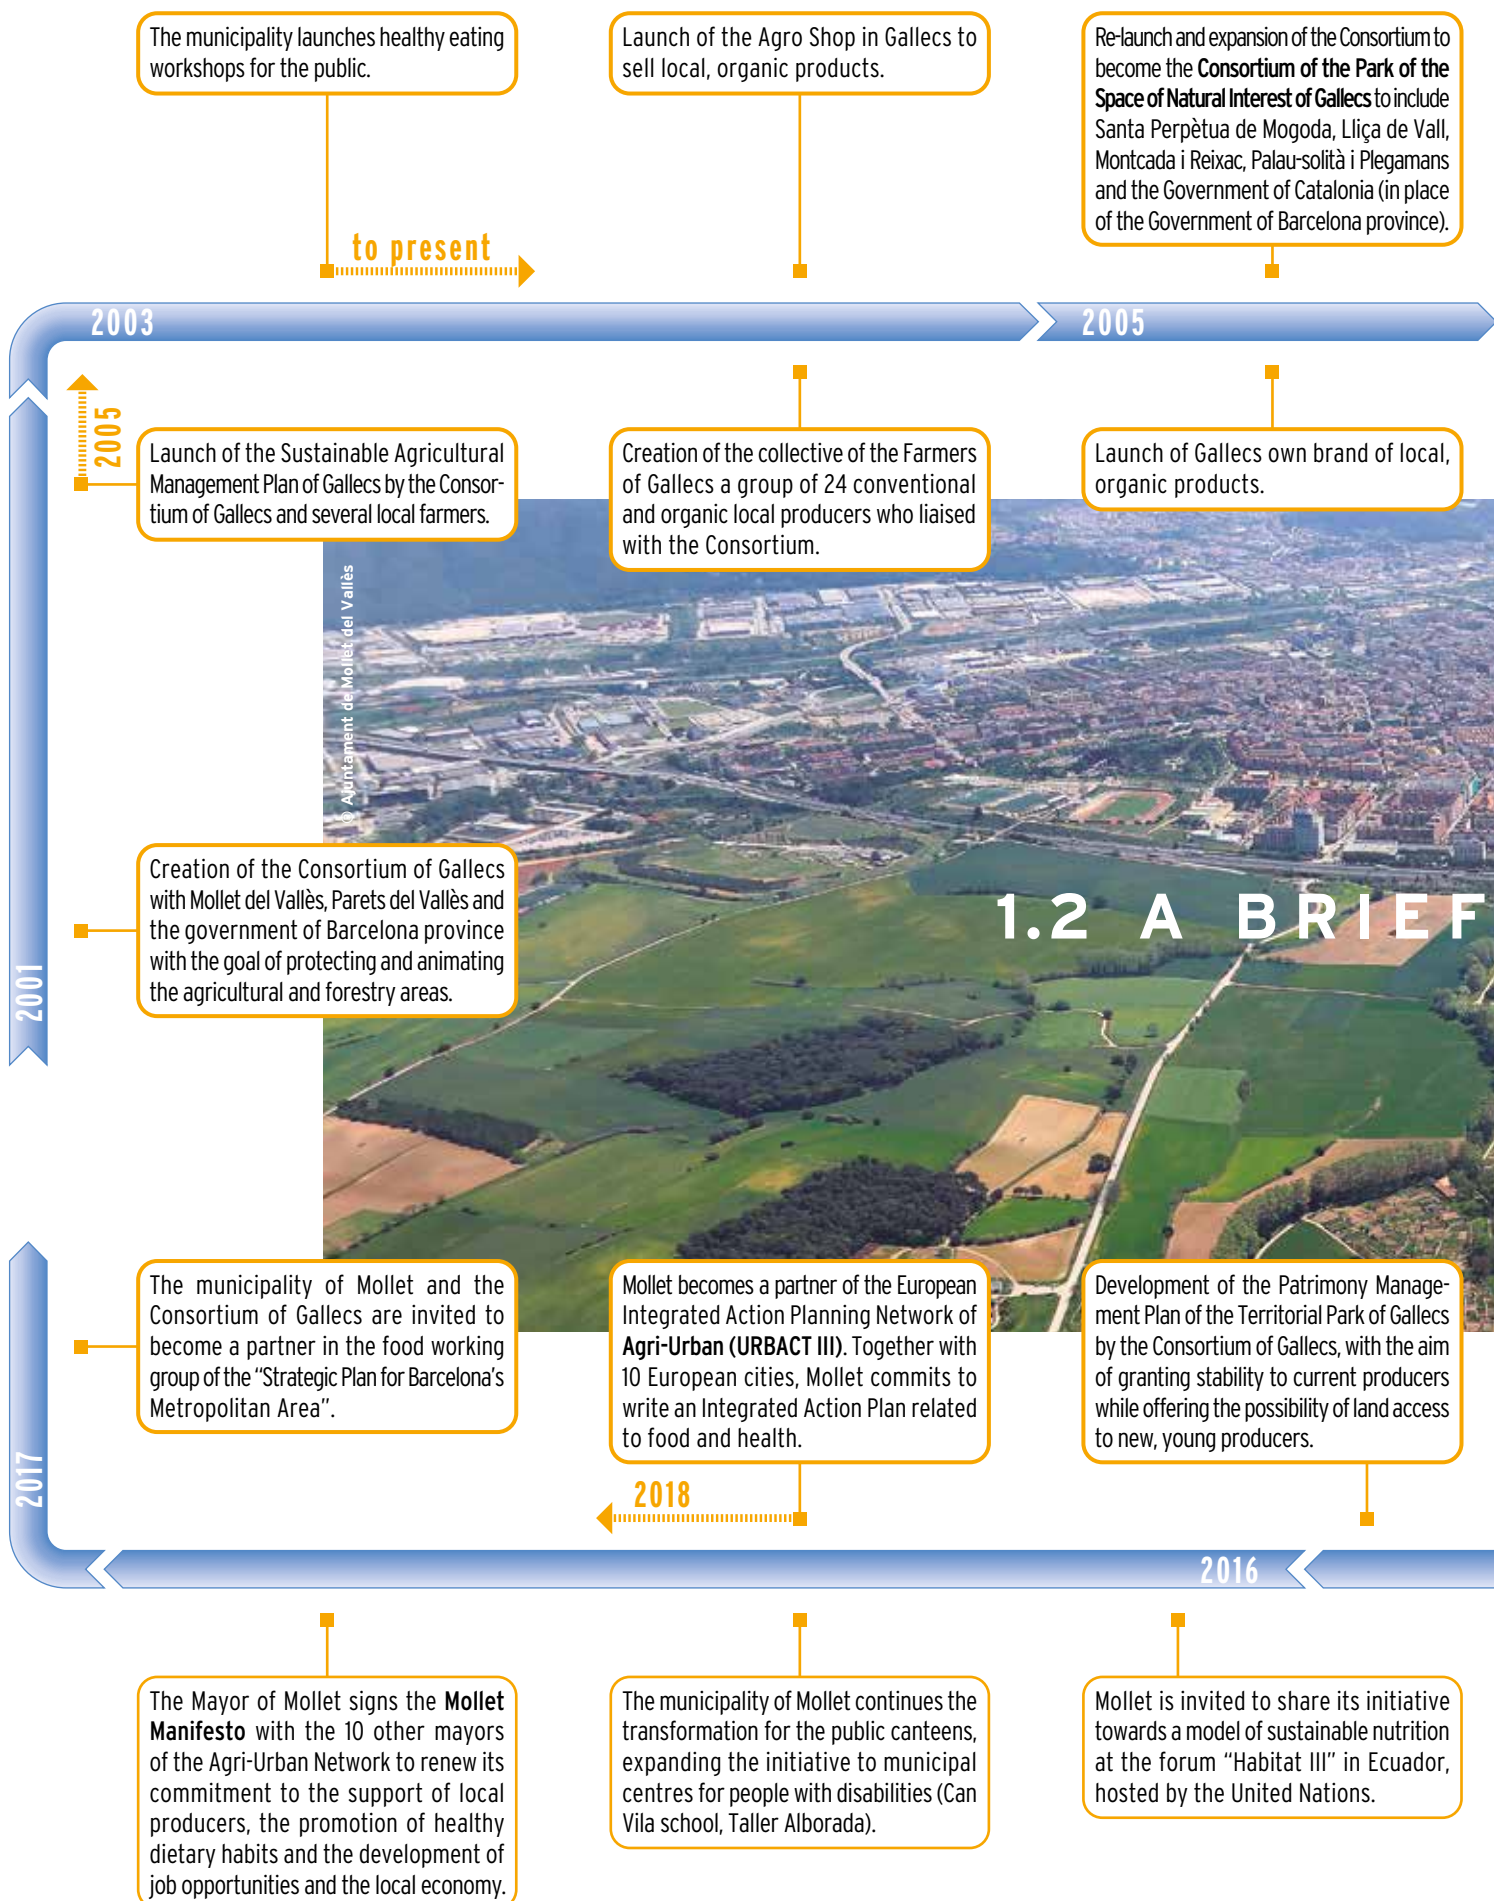 The municipality launches healthy eating
workshops for the public.
Launch of the Agro Shop in Gallecs to
sell local, organic products.
Re-launch and expansion of the Consortium to
become the Consortium of the Park of the
Space of Natural Interest of Gallecs to include
Santa Perpètua de Mogoda, Lliça de Vall,
Montcada i Reixac, Palau-solità i Plegamans
and the Government of Catalonia (in place
of the Government of Barcelona province).
to present
2003
2005
2005
Launch of the Sustainable Agricultural
Management Plan of Gallecs by the Consor-
tium of Gallecs and several local farmers.
Creation of the collective of the Farmers
of Gallecs a group of 24 conventional
and organic local producers who liaised
with the Consortium.
Launch of Gallecs own brand of local,
organic products.
© Ajuntament de Mollet del Vallès
Creation of the Consortium of Gallecs
with Mollet del Vallès, Parets del Vallès and
the government of Barcelona province
with the goal of protecting and animating
the agricultural and forestry areas.
2001
1.2 A BRIEF
The municipality of Mollet and the
Consortium of Gallecs are invited to
become a partner in the food working
group of the “Strategic Plan for Barcelona’s
Metropolitan Area”.
Mollet becomes a partner of the European
Integrated Action Planning Network of
Agri-Urban (URBACT III). Together with
10 European cities, Mollet commits to
write an Integrated Action Plan related
to food and health.
Development of the Patrimony Manage-
ment Plan of the Territorial Park of Gallecs
by the Consortium of Gallecs, with the aim
of granting stability to current producers
while offering the possibility of land access
to new, young producers.
2017
2018
2016
The Mayor of Mollet signs the Mollet
Manifesto with the 10 other mayors
of the Agri-Urban Network to renew its
commitment to the support of local
producers, the promotion of healthy
dietary habits and the development of
job opportunities and the local economy.
The municipality of Mollet continues the
transformation for the public canteens,
expanding the initiative to municipal
centres for people with disabilities (Can
Vila school, Taller Alborada).
Mollet is invited to share its initiative
towards a model of sustainable nutrition
at the forum “Habitat III” in Ecuador,
hosted by the United Nations.